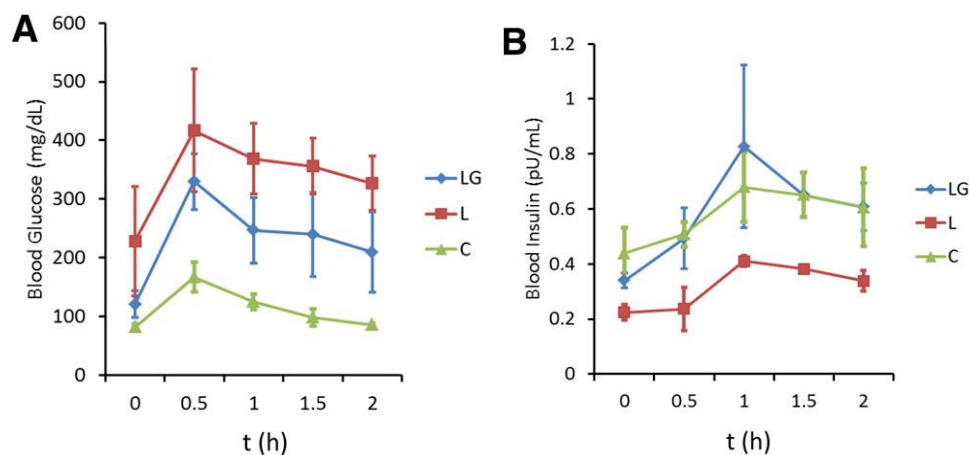 A
Blood Glucose (mg/dL)
600
500
400
300
200
100
0
0 0.5 1 1.5 2
t (h)
LG
L
C
B
Blood Insulin (pU/mL)
1.2
1
0.8
0.6
0.4
0.2
0
0 0.5 1 1.5 2
t (h)
LG
L
C